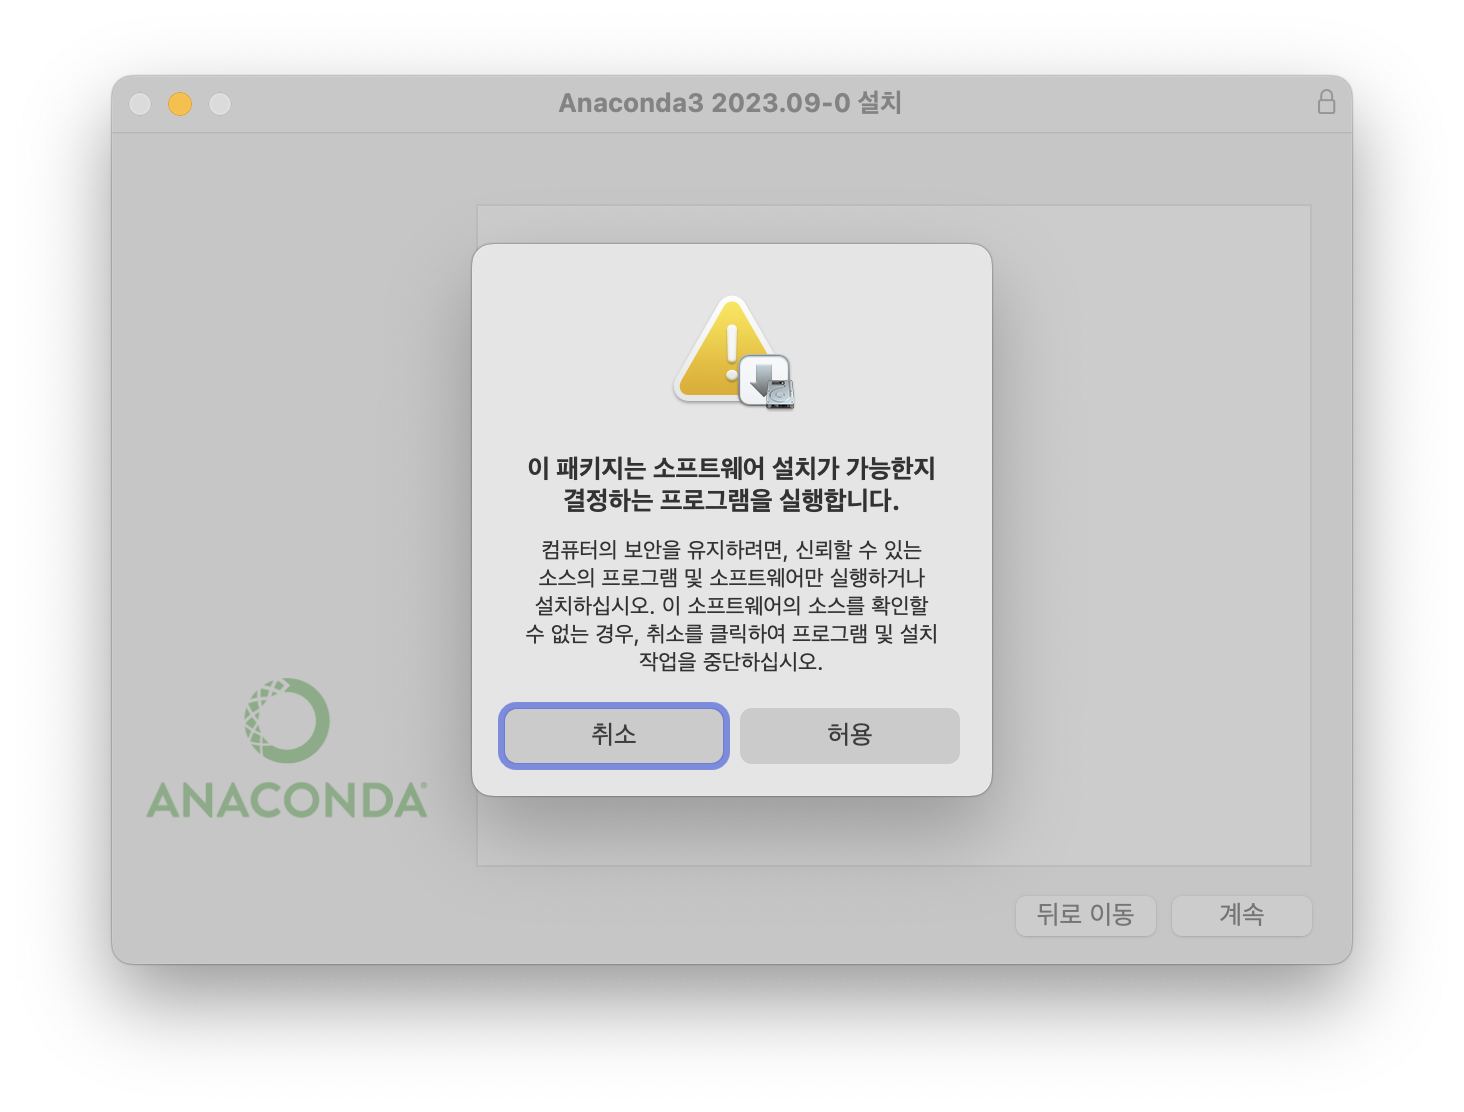 Anaconda3 2023.09-0 설치
이 패키지는 소프트웨어 설치가 가능한지
결정하는 프로그램을 실행합니다.
컴퓨터의 보안을 유지하려면, 신뢰할 수 있는
소스의 프로그램 및 소프트웨어만 실행하거나
설치하십시오. 이 소프트웨어의 소스를 확인할
수 없는 경우, 취소를 클릭하여 프로그램 및 설치
작업을 중단하십시오.
취소
허용
ANACONDA®
뒤로 이동
계속